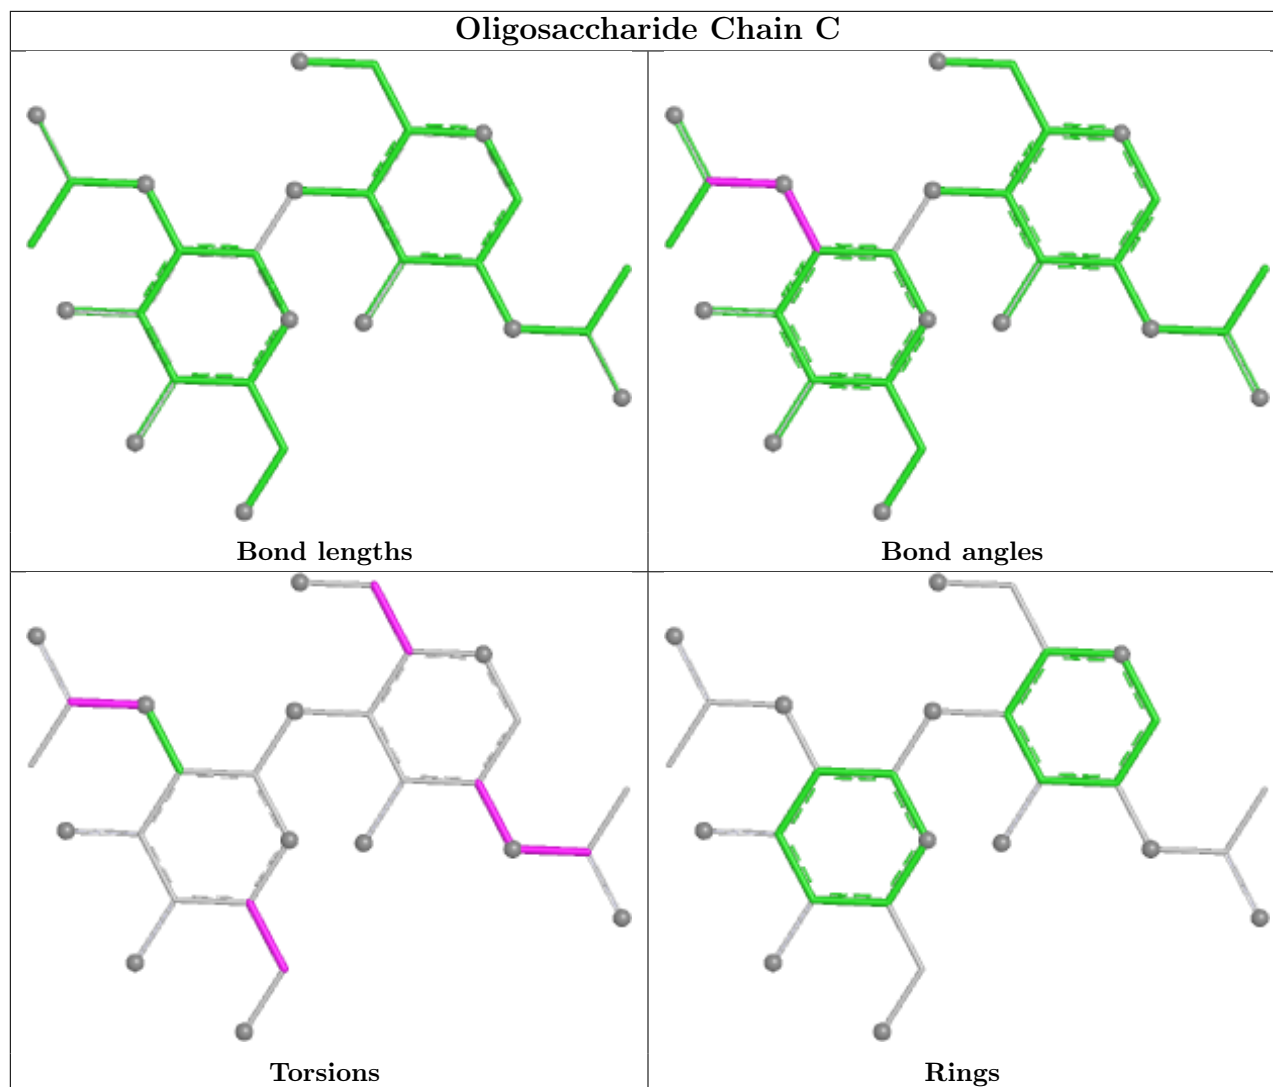 Oligosaccharide Chain C
Bond lengths
Bond angles
Torsions
Rings